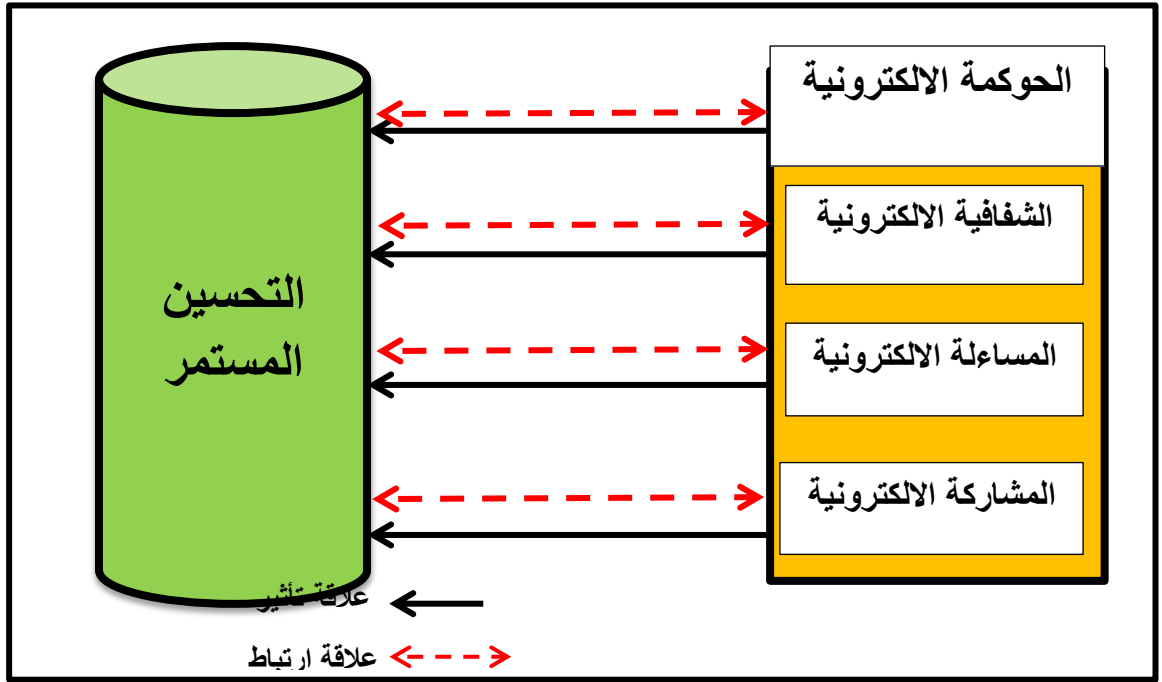 الحوكمة الالكترونية
الشفافية الالكترونية
المساءلة الالكترونية
المشاركة الالكترونية
التحسين
المستمر
علاقة تأثير
علاقة ارتباط